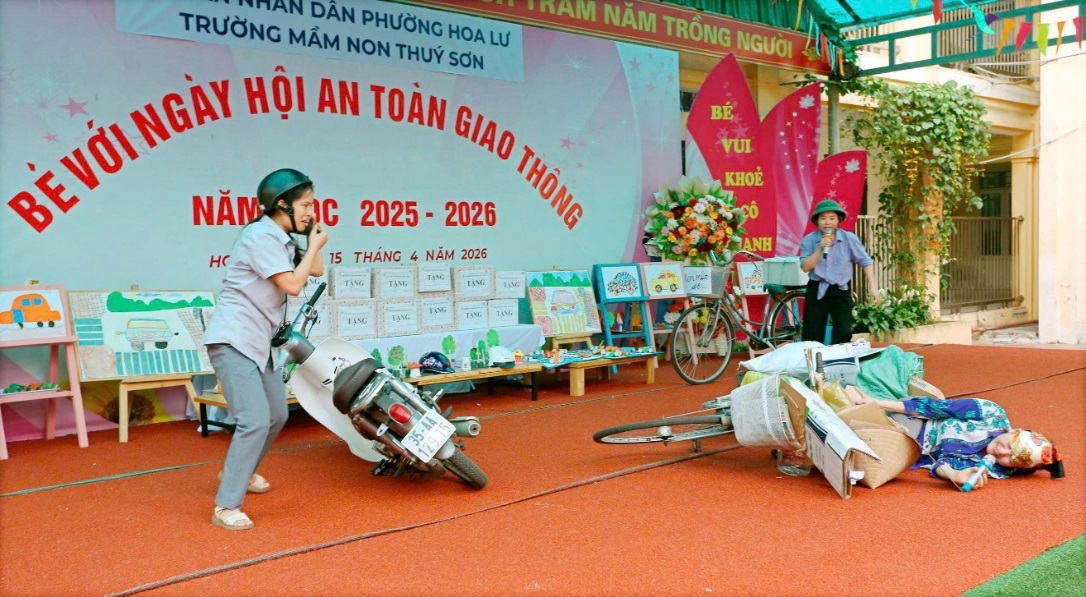 NHÂN DÂN PHƯỜNG HOA LƯ
TRƯỜNG MẦM NON THUÝ SƠN
TRĂM NĂM TRỒNG NGƯỜI
BÉ VỚI NGÀY HỘI AN TOÀN GIAO THÔNG
2025 - 2026
15 THÁNG 4 NĂM 2026
BÉ
VUI
KHOẺ
CÔ
TẶNG
TẶNG
TẶNG
TẶNG
TẶNG
TẶNG
TẶNG
TẶNG
TẶNG
35-AA